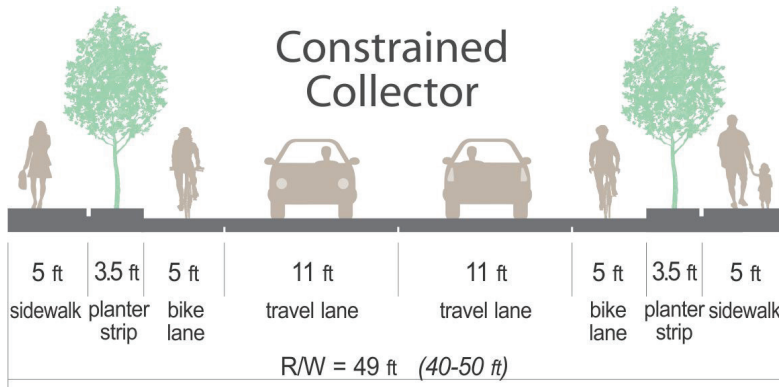 Constrained
Collector
5 ft 3.5 ft 5 ft 11 ft 11 ft 5 ft 3.5 ft 5 ft
sidewalk planter bike travel lane travel lane bike planter sidewalk
strip lane lane strip
R/W = 49 ft (40-50 ft)